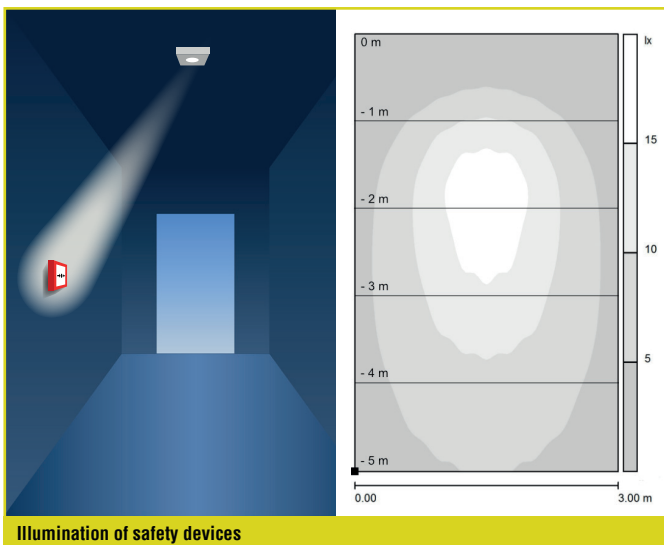 0 m
- 1 m
- 2 m
- 3 m
- 4 m
- 5 m
lx
15
10
5
0.00 3.00 m
Illumination of safety devices